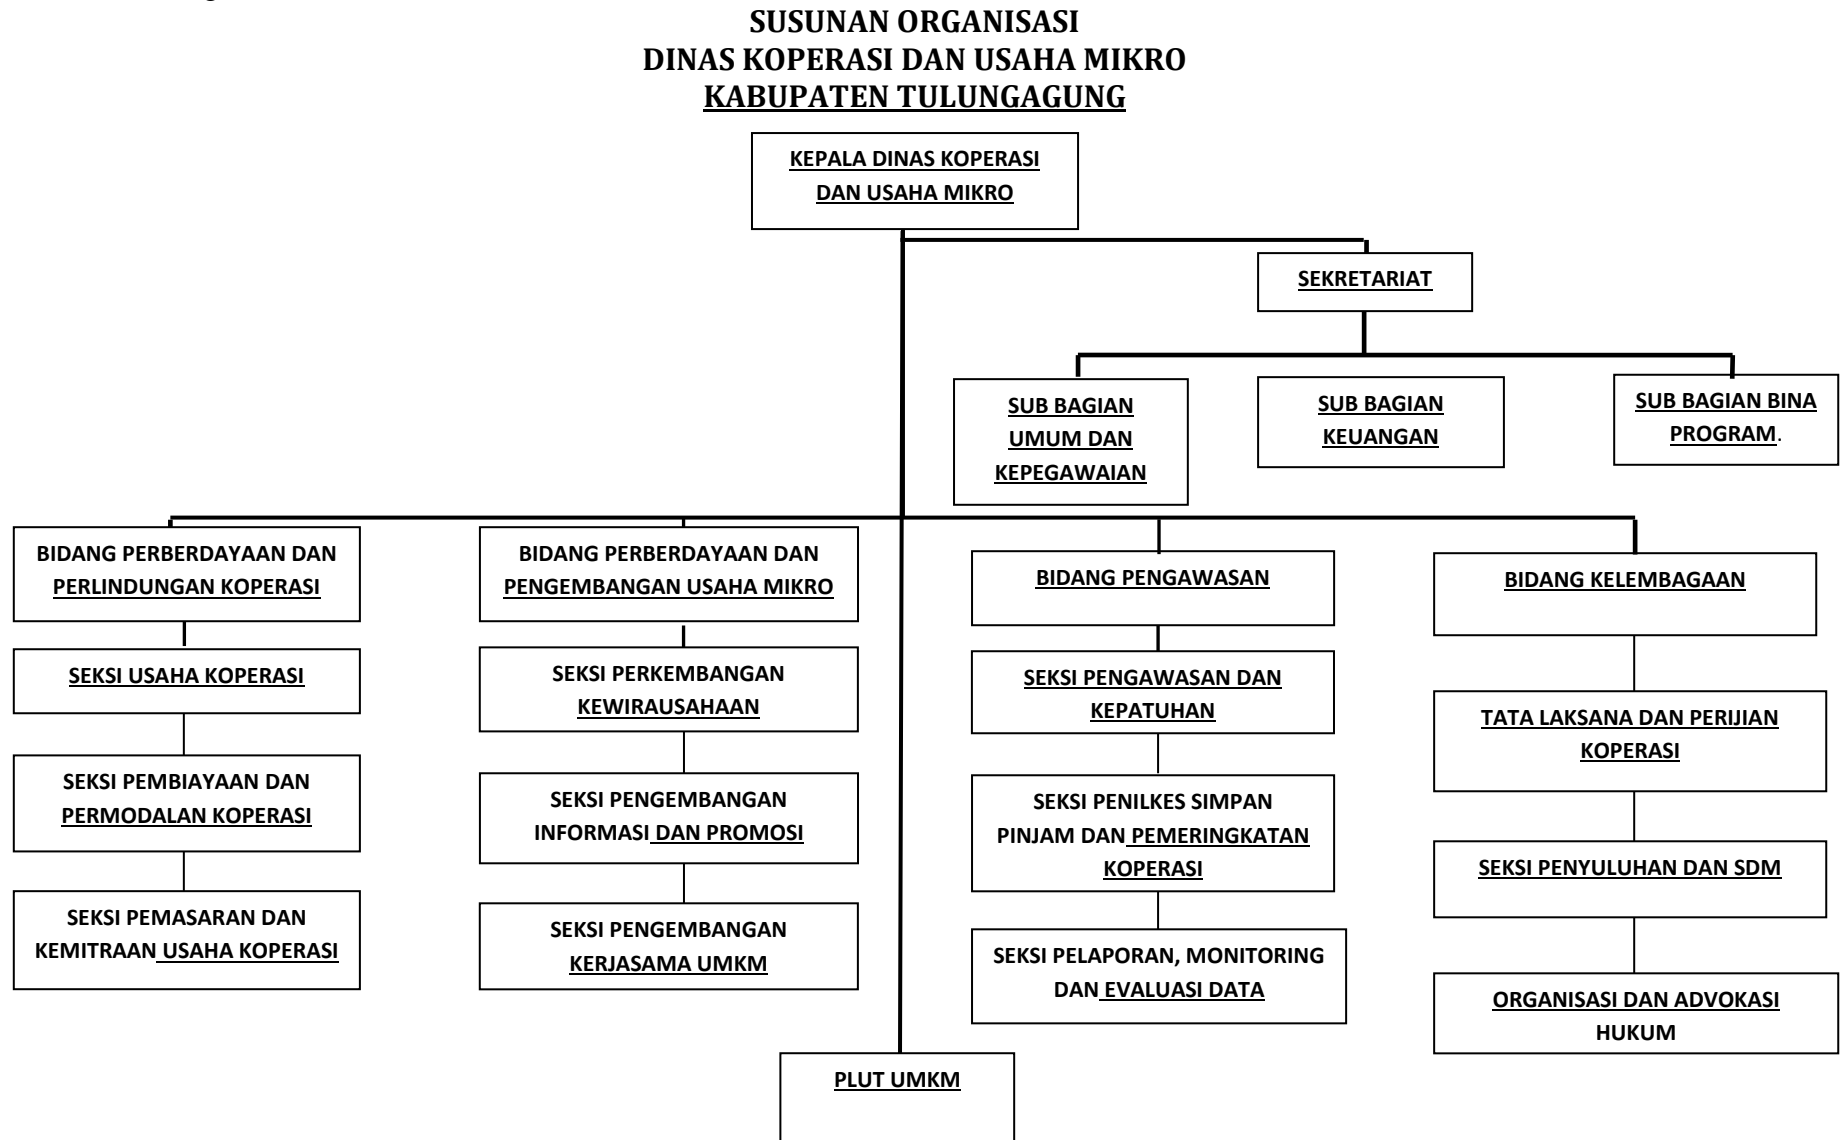 SUSUNAN ORGANISASI
DINAS KOPERASI DAN USAHA MIKRO
KABUPATEN TULUNGAGUNG
KEPALA DINAS KOPERASI
DAN USAHA MIKRO
SEKRETARIAT
SUB BAGIAN
UMUM DAN
KEPEGAWAIAN
SUB BAGIAN
KEUANGAN
SUB BAGIAN BINA
PROGRAM.
BIDANG PERBERDAYAAN DAN
PERLINDUNGAN KOPERASI
SEKSI USAHA KOPERASI
SEKSI PEMBIAYAAN DAN
PERMODALAN KOPERASI
SEKSI PEMASARAN DAN
KEMITRAAN USAHA KOPERASI
BIDANG PERBERDAYAAN DAN
PENGEMBANGAN USAHA MIKRO
SEKSI PERKEMBANGAN
KEWIRAUSAHAAN
SEKSI PENGEMBANGAN
INFORMASI DAN PROMOSI
SEKSI PENGEMBANGAN
KERJASAMA UMKM
BIDANG PENGAWASAN
SEKSI PENGAWASAN DAN
KEPATUHAN
SEKSI PENILKES SIMPAN
PINJAM DAN PEMERINGKATAN
KOPERASI
SEKSI PELAPORAN, MONITORING
DAN EVALUASI DATA
BIDANG KELEMBAGAAN
TATA LAKSANA DAN PERIJIAN
KOPERASI
SEKSI PENYULUHAN DAN SDM
ORGANISASI DAN ADVOKASI
HUKUM
PLUT UMKM